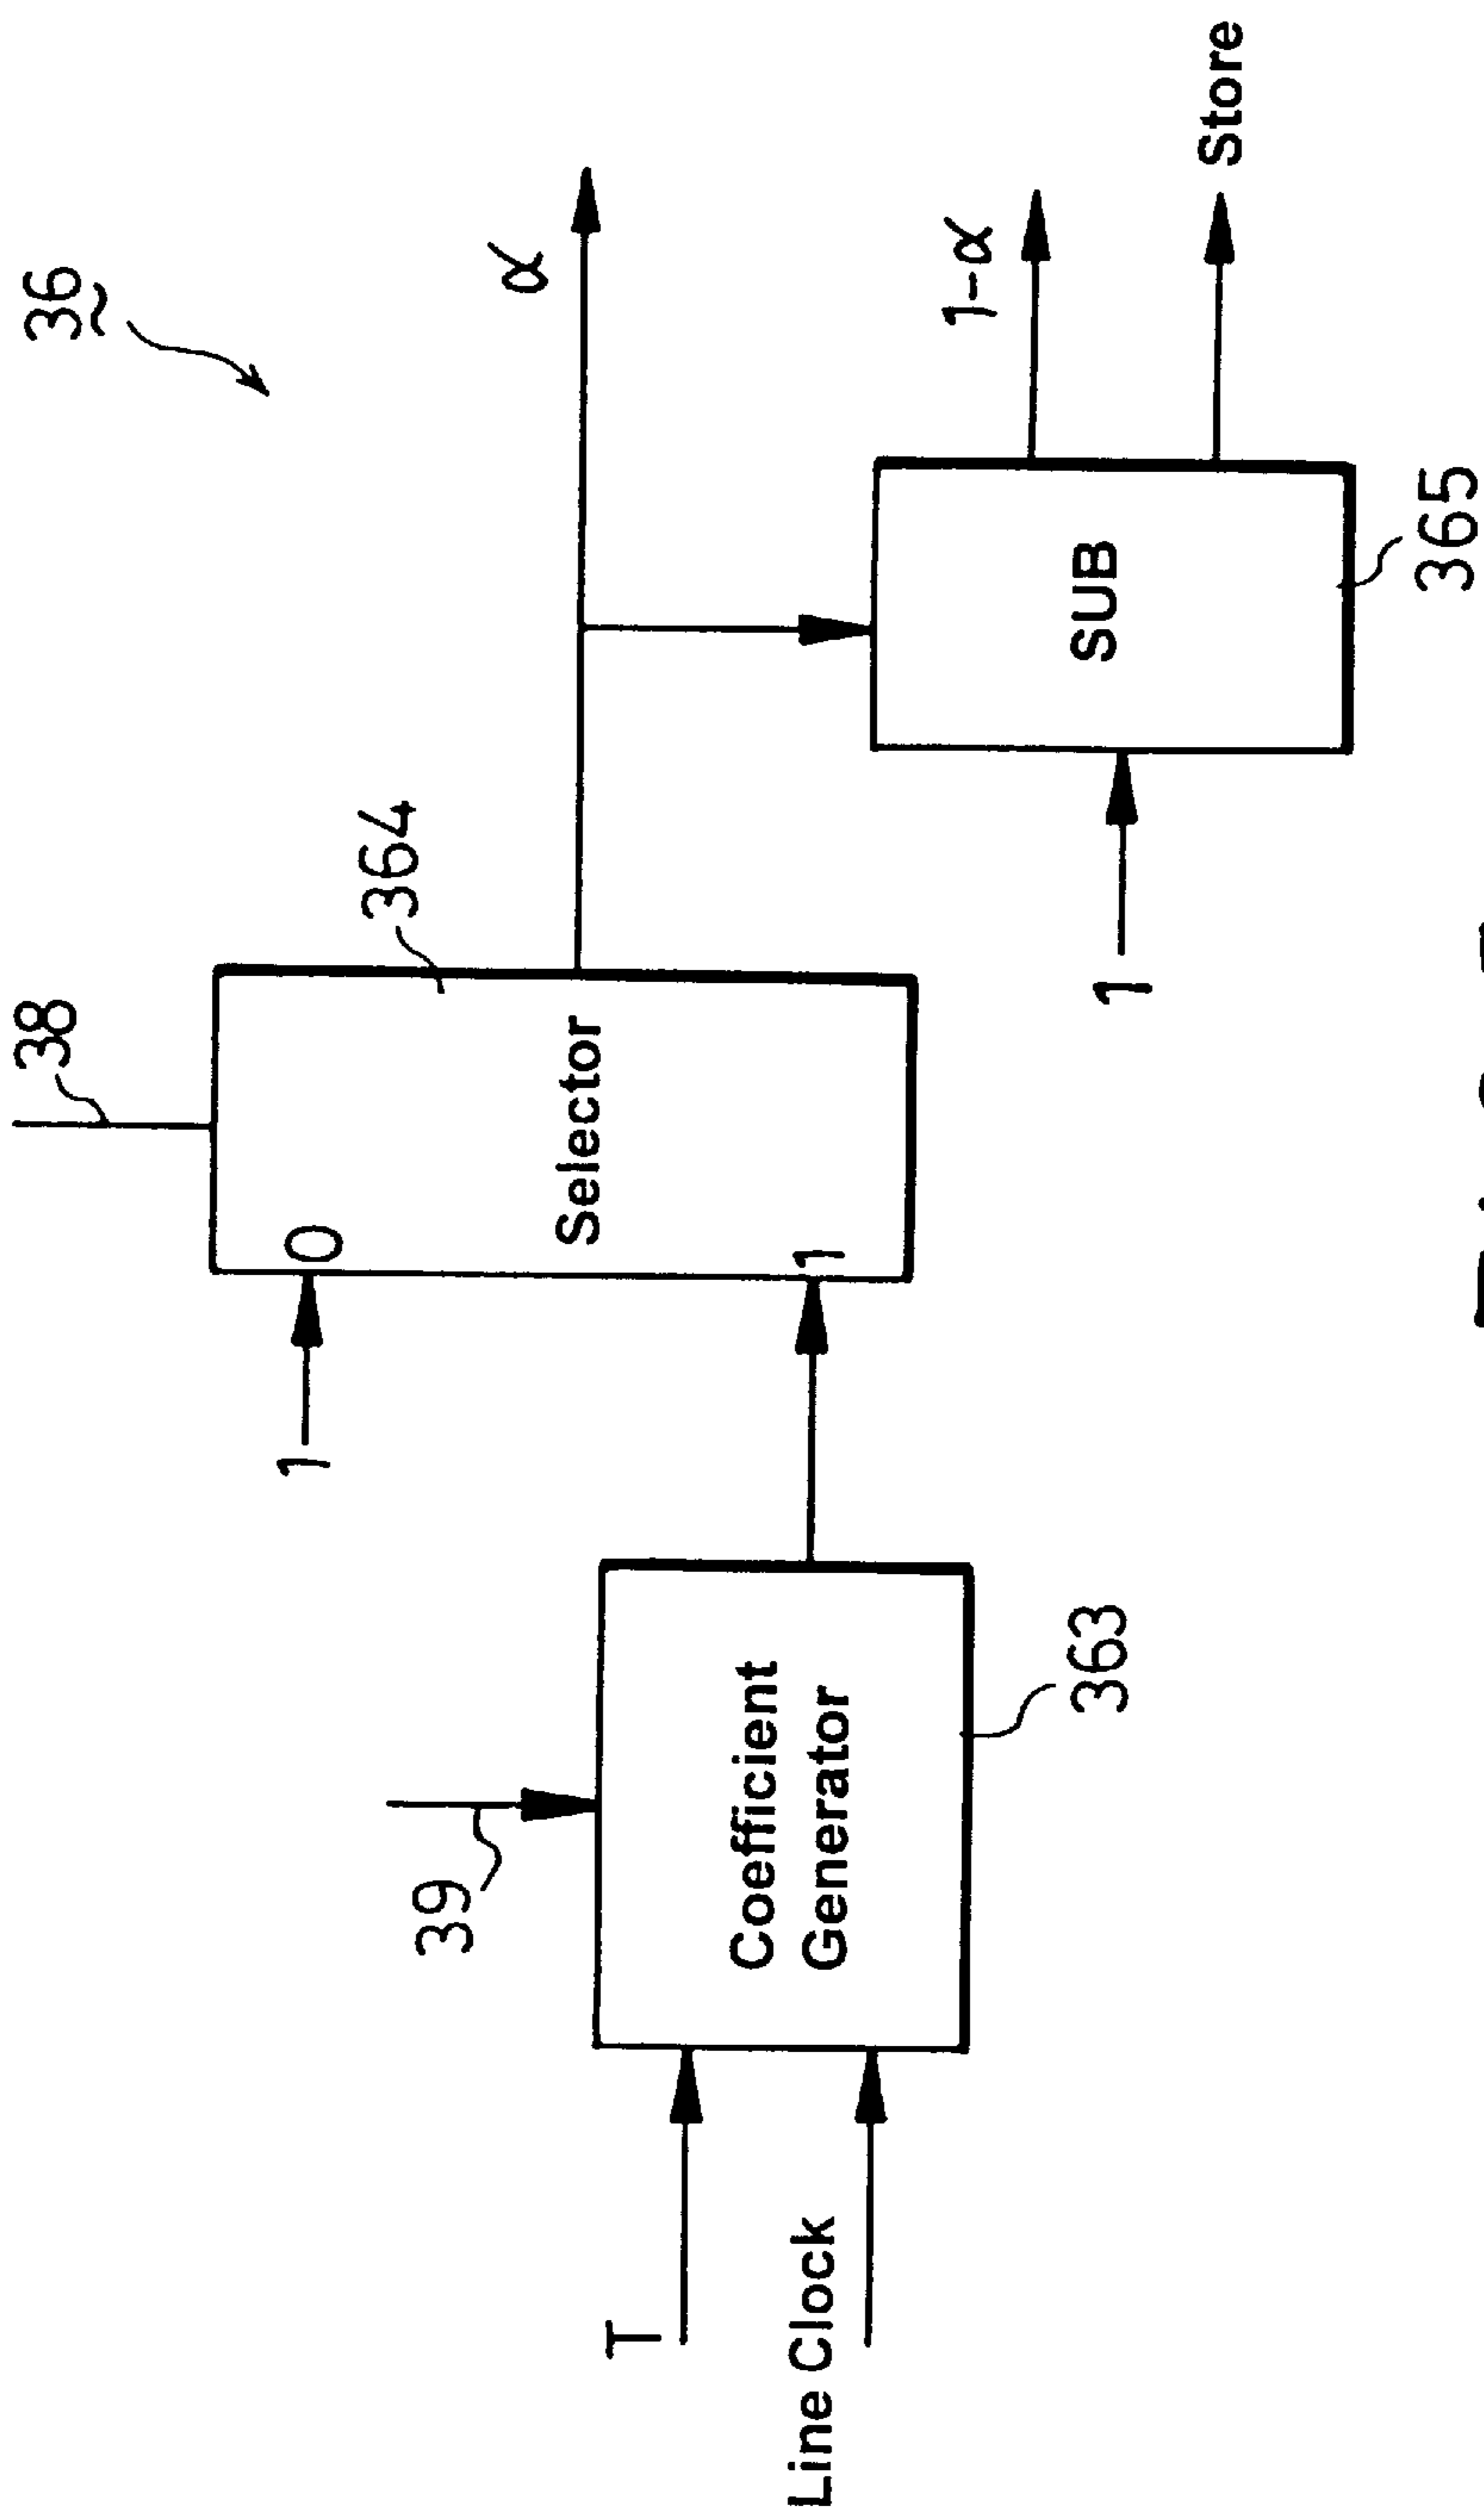 36
38
α
364
1
0
Selector
1
39
1-α
Store
T
Coefficient
Generator
SUB
Line Clock
363
1
365